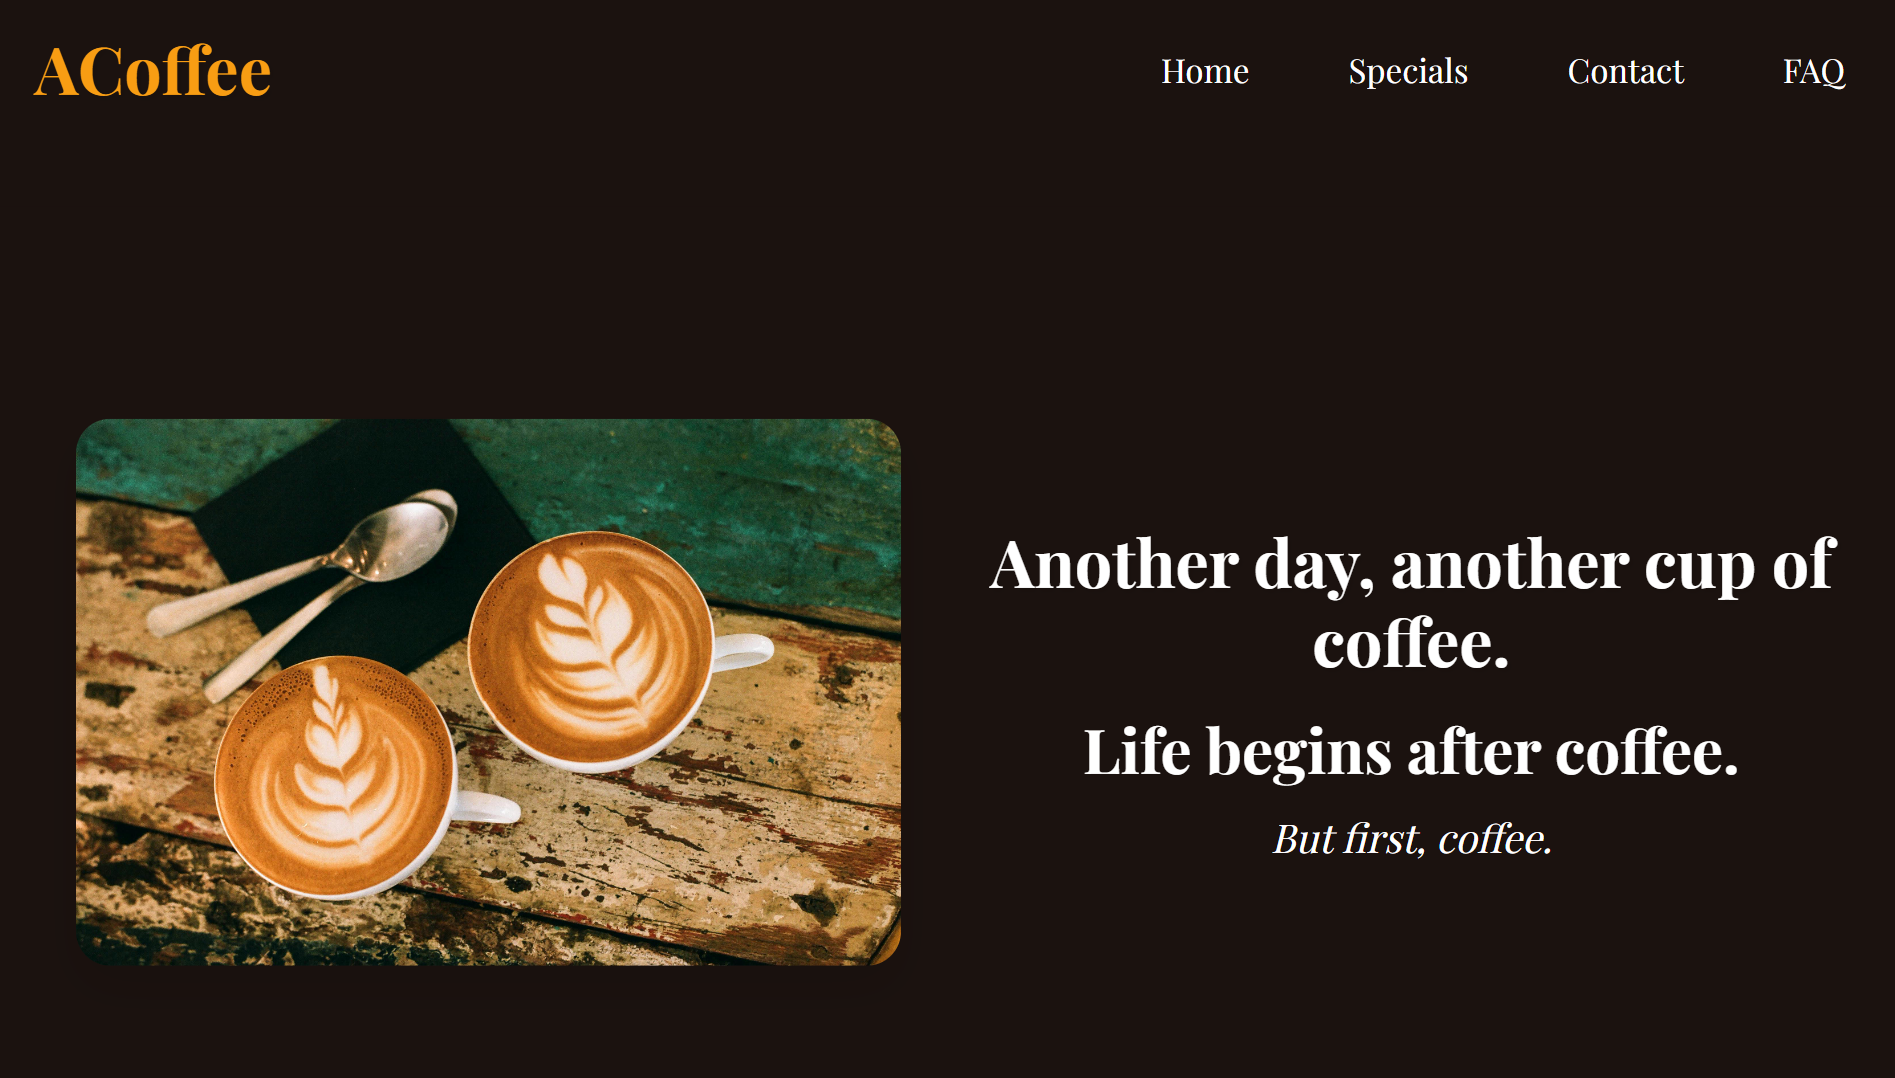 ACoffee
Home Specials Contact FAQ
Another day, another cup of
coffee.
Life begins after coffee.
But first, coffee.